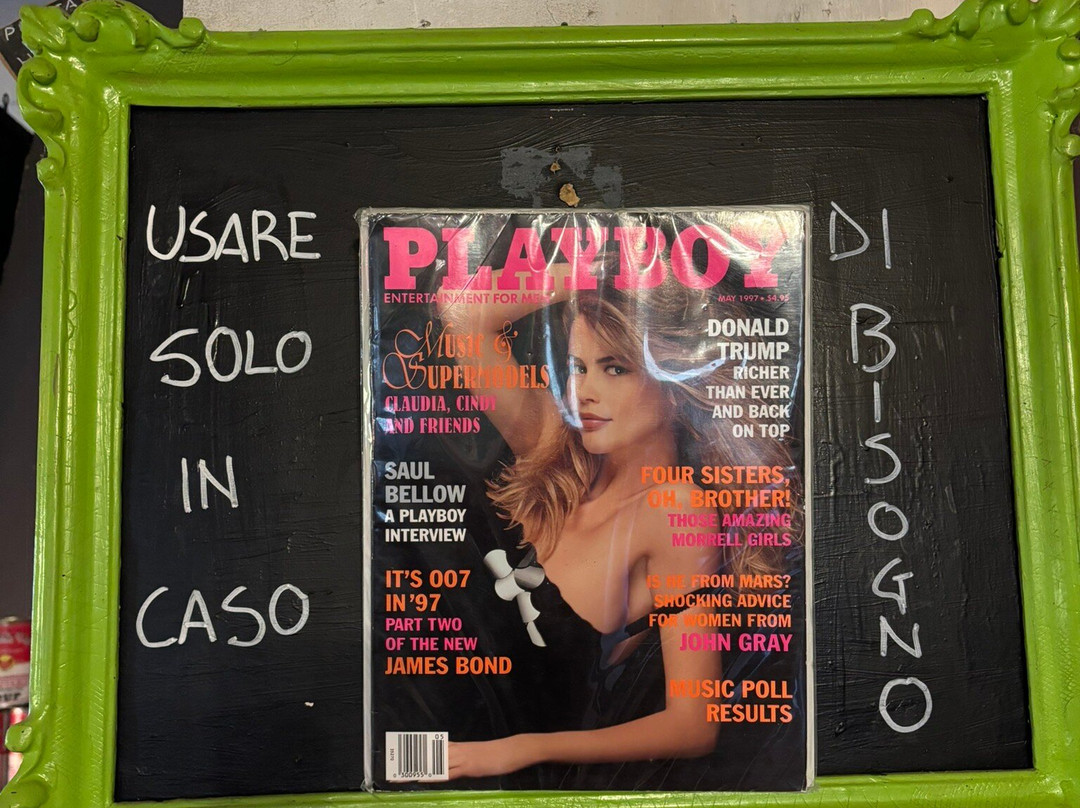 USARE
SOLO
IN
CASO
DI
BISOGNO
PLAYBOY
ENTERTAINMENT FOR MEN
MAY 1997 • $4.95
Music &
Supermodels
CLAUDIA, CINDY
AND FRIENDS
SAUL
BELLOW
A PLAYBOY
INTERVIEW
IT'S 007
IN '97
PART TWO
OF THE NEW
JAMES BOND
DONALD
TRUMP
RICHER
THAN EVER
AND BACK
ON TOP
FOUR SISTERS,
OH, BROTHER!
THOSE AMAZING
MORRELL GIRLS
IS HE FROM MARS?
SHOCKING ADVICE
FOR WOMEN FROM
JOHN GRAY
MUSIC POLL
RESULTS
05